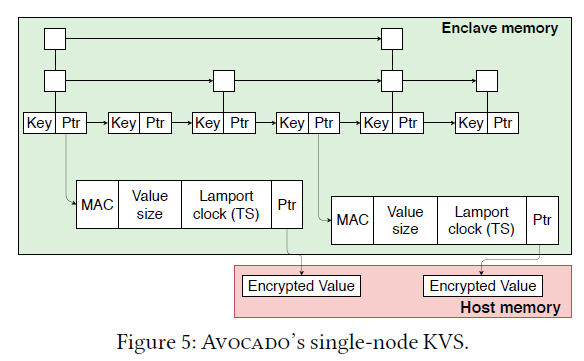 Enclave memory
Key Ptr Key Ptr Key Ptr Key Ptr Key Ptr Key Ptr
MAC Value size Lamport clock (TS) Ptr
MAC Value size Lamport clock (TS) Ptr
Encrypted Value Encrypted Value
Host memory
Figure 5: AVOCADO's single-node KVS.